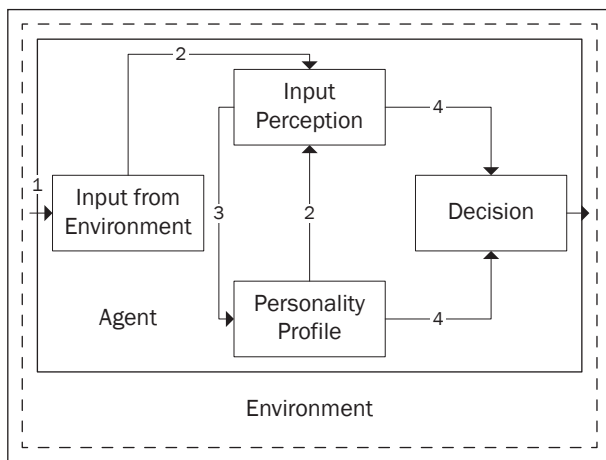 2
Input
Perception
4
1
Input from
Environment
3
2
Decision
Agent
Personality
Profile
4
Environment